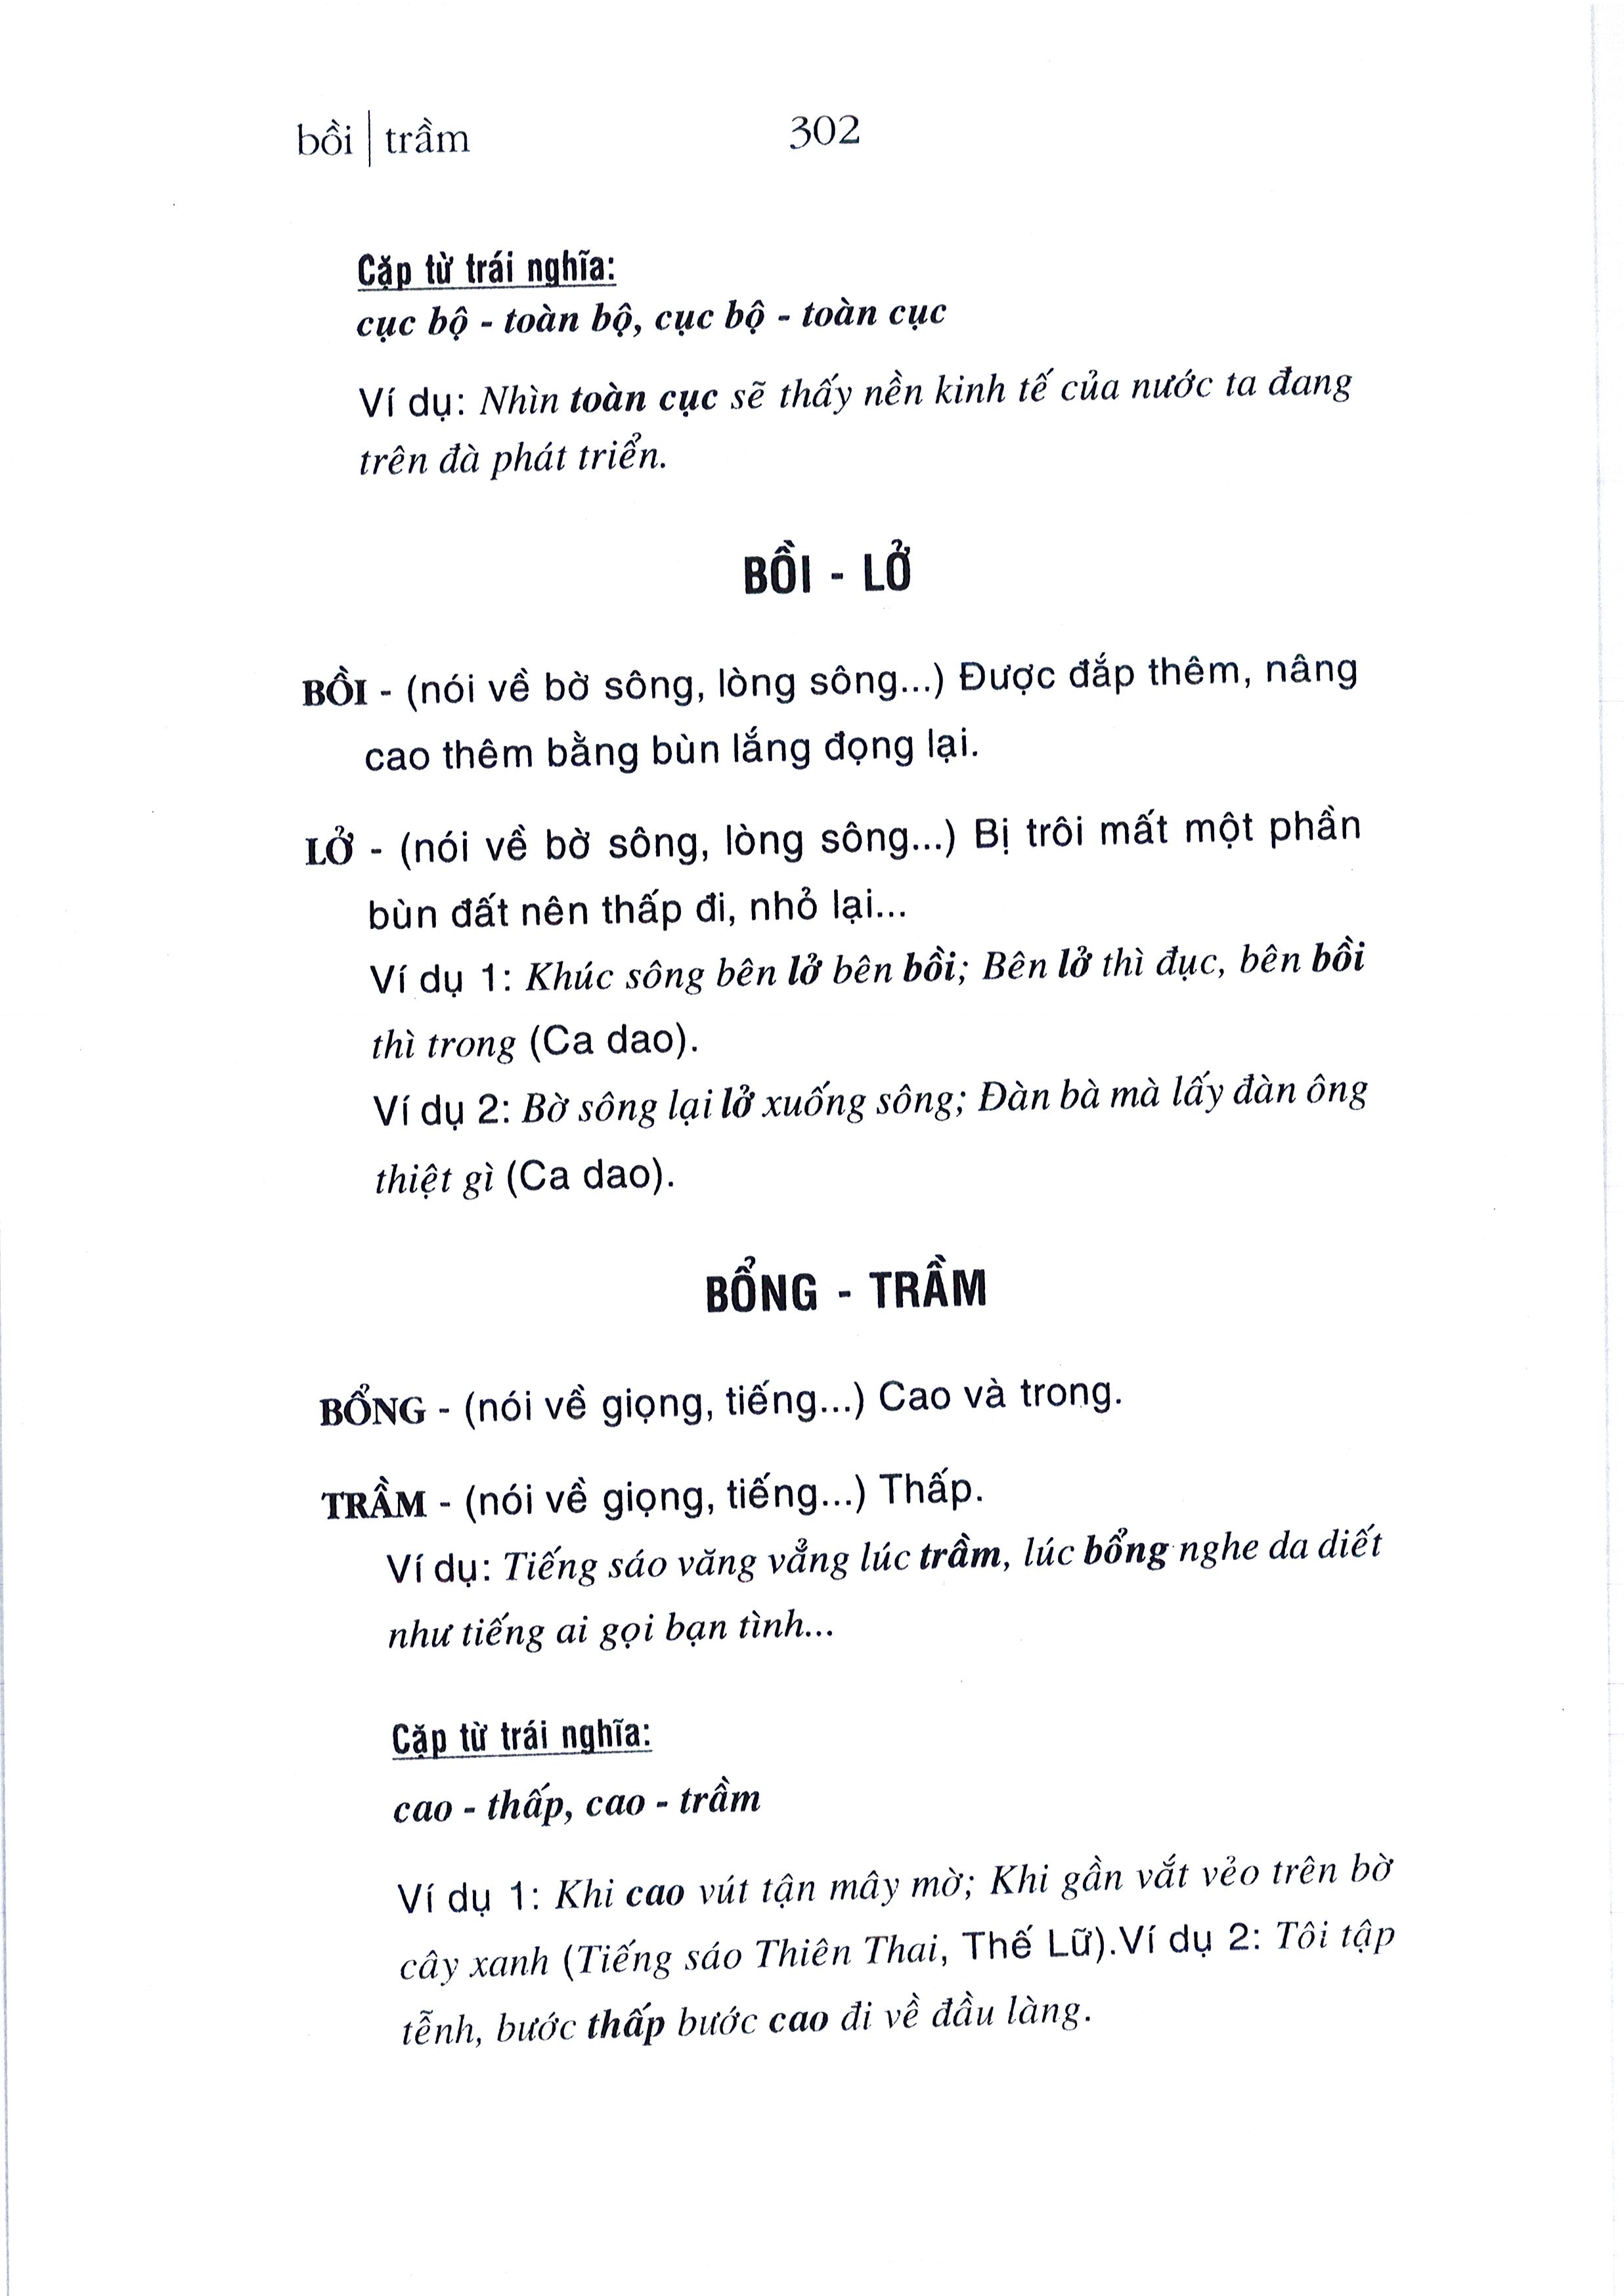 bồi | trầm 302
Cặp từ trái nghĩa:
cục bộ - toàn bộ, cục bộ - toàn cục
Ví dụ: Nhìn toàn cục sẽ thấy nền kinh tế của nước ta đang
trên đà phát triển.
BỒI - LỞ
BỒI - (nói về bờ sông, lòng sông...) Được đắp thêm, nâng
cao thêm bằng bùn lắng đọng lại.
LỞ - (nói về bờ sông, lòng sông...) Bị trôi mất một phần
bùn đất nên thấp đi, nhỏ lại...
Ví dụ 1: Khúc sông bên lở bên bồi; Bên lở thì đục, bên bồi
thì trong (Ca dao).
Ví dụ 2: Bờ sông lại lở xuống sông; Đàn bà mà lấy đàn ông
thiệt gì (Ca dao).
BỔNG - TRẦM
BỔNG - (nói về giọng, tiếng...) Cao và trong.
TRẦM - (nói về giọng, tiếng...) Thấp.
Ví dụ: Tiếng sáo văng vẳng lúc trầm, lúc bổng nghe da diết
như tiếng ai gọi bạn tình...
Cặp từ trái nghĩa:
cao - thấp, cao - trầm
Ví dụ 1: Khi cao vút tận mây mờ; Khi gần vắt vẻo trên bờ
cây xanh (Tiếng sáo Thiên Thai, Thế Lữ).Ví dụ 2: Tôi tập
tễnh, bước thấp bước cao đi về đầu làng.